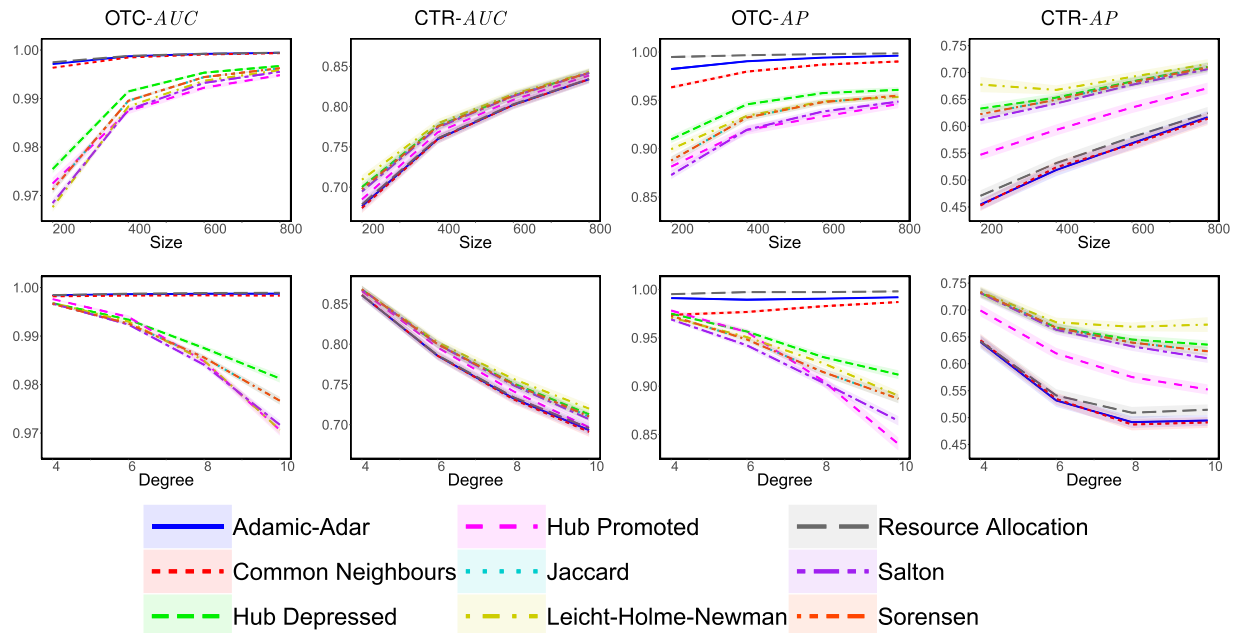 OTC-AUC CTR-AUC OTC-AP CTR-AP
1.00 0.99 0.98 0.97
0.85 0.80 0.75 0.70
1.00 0.95 0.90 0.85
0.75 0.70 0.65 0.60 0.55 0.50 0.45
200 400 600 800 200 400 600 800 200 400 600 800 200 400 600 800
Size Size Size Size
1.00 0.99 0.98 0.97
0.85 0.80 0.75 0.70
1.00 0.95 0.90 0.85
0.75 0.70 0.65 0.60 0.55 0.50 0.45
4 6 8 10 4 6 8 10 4 6 8 10 4 6 8 10
Degree Degree Degree Degree
Adamic-Adar Hub Promoted Resource Allocation
Common Neighbours Jaccard Salton
Hub Depressed Leicht-Holme-Newman Sorensen